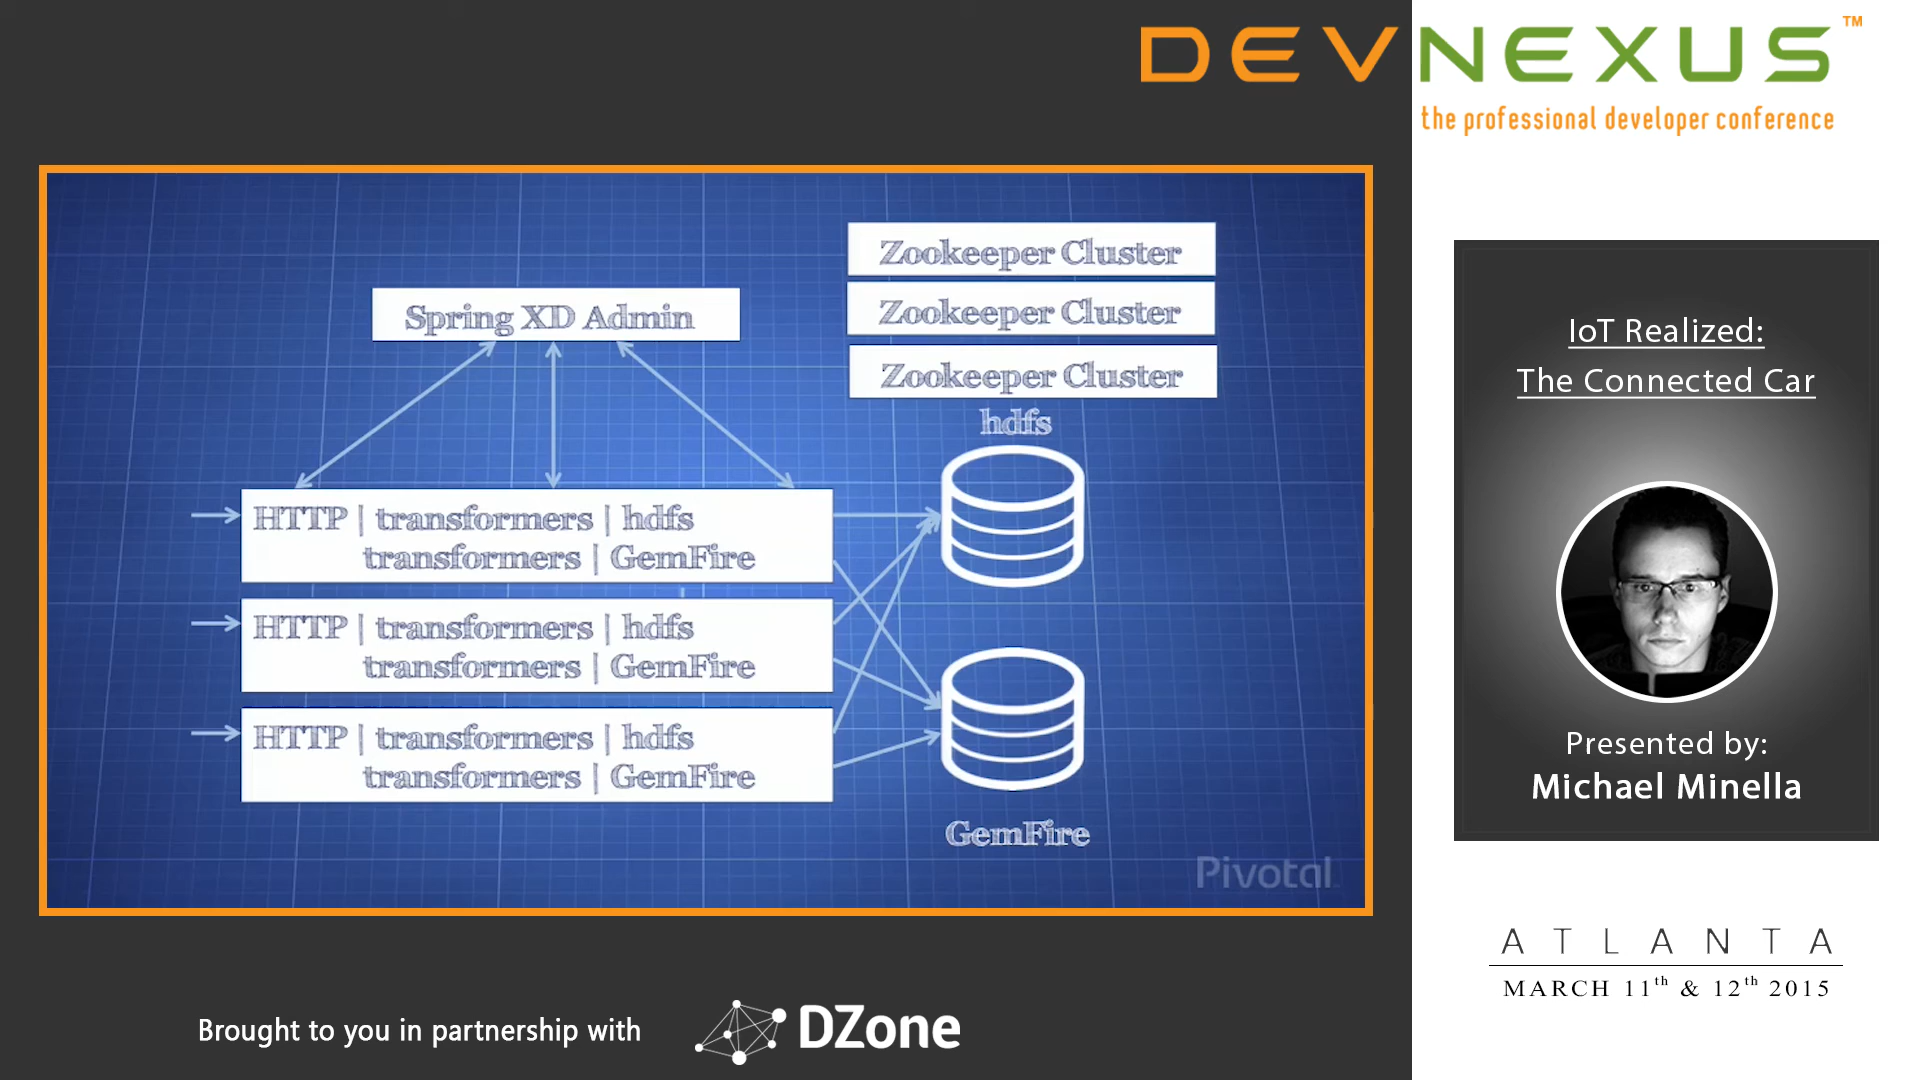 DEVNEXUS™
the professional developer conference
Zookeeper Cluster
Zookeeper Cluster
Zookeeper Cluster
Spring XD Admin
hdfs
HTTP | transformers | hdfs
transformers | GemFire
HTTP | transformers | hdfs
transformers | GemFire
HTTP | transformers | hdfs
transformers | GemFire
GemFire
Pivotal
IoT Realized:
The Connected Car
Presented by:
Michael Minella
ATLANTA
MARCH 11th & 12th 2015
Brought to you in partnership with
DZone